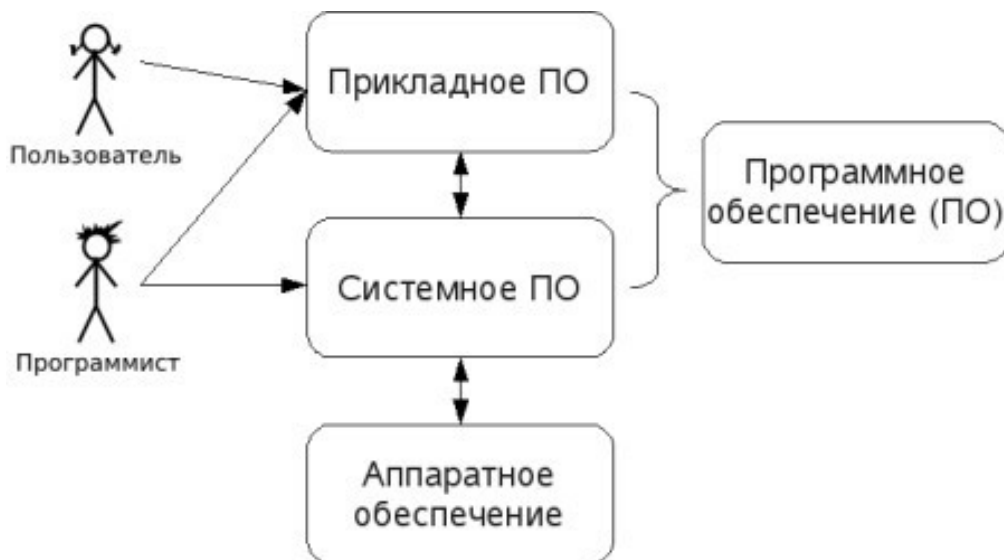 Прикладное ПО
Пользователь
Программное
обеспечение (ПО)
Системное ПО
Программист
Аппаратное
обеспечение